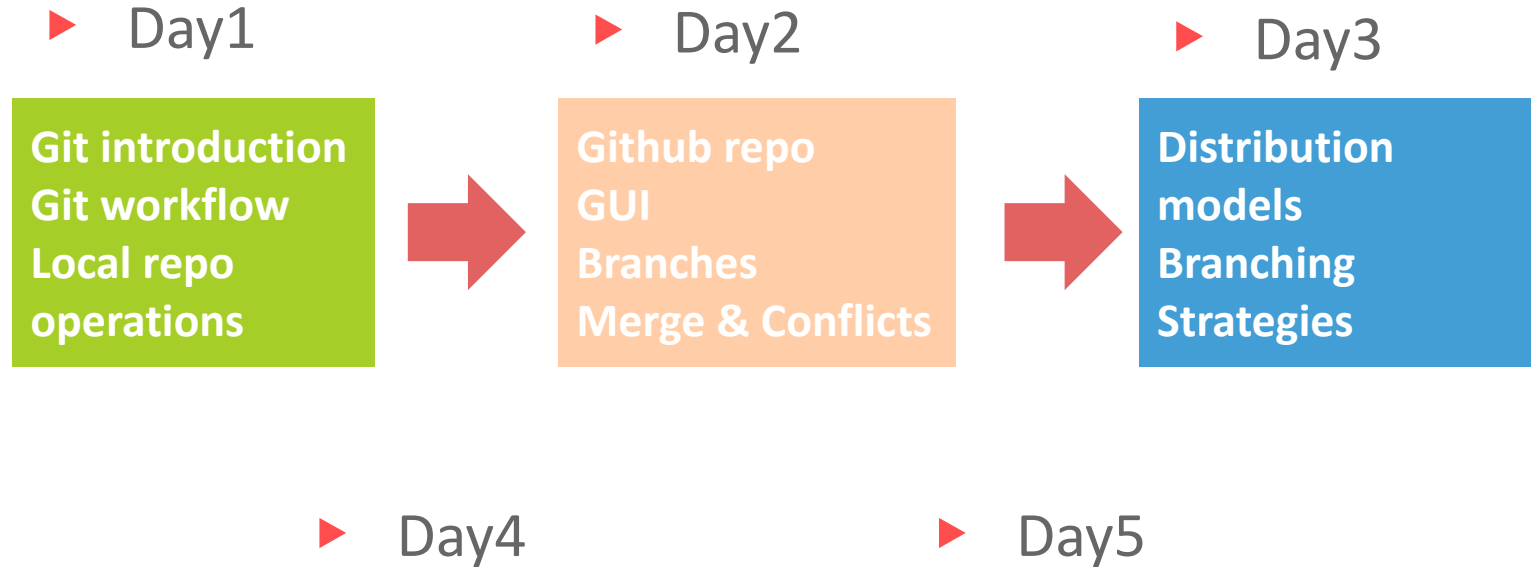 Day1
Day2
Day3
Git introduction
Git workflow
Local repo
operations
Github repo
GUI
Branches
Merge & Conflicts
Distribution
models
Branching
Strategies
Day4
Day5